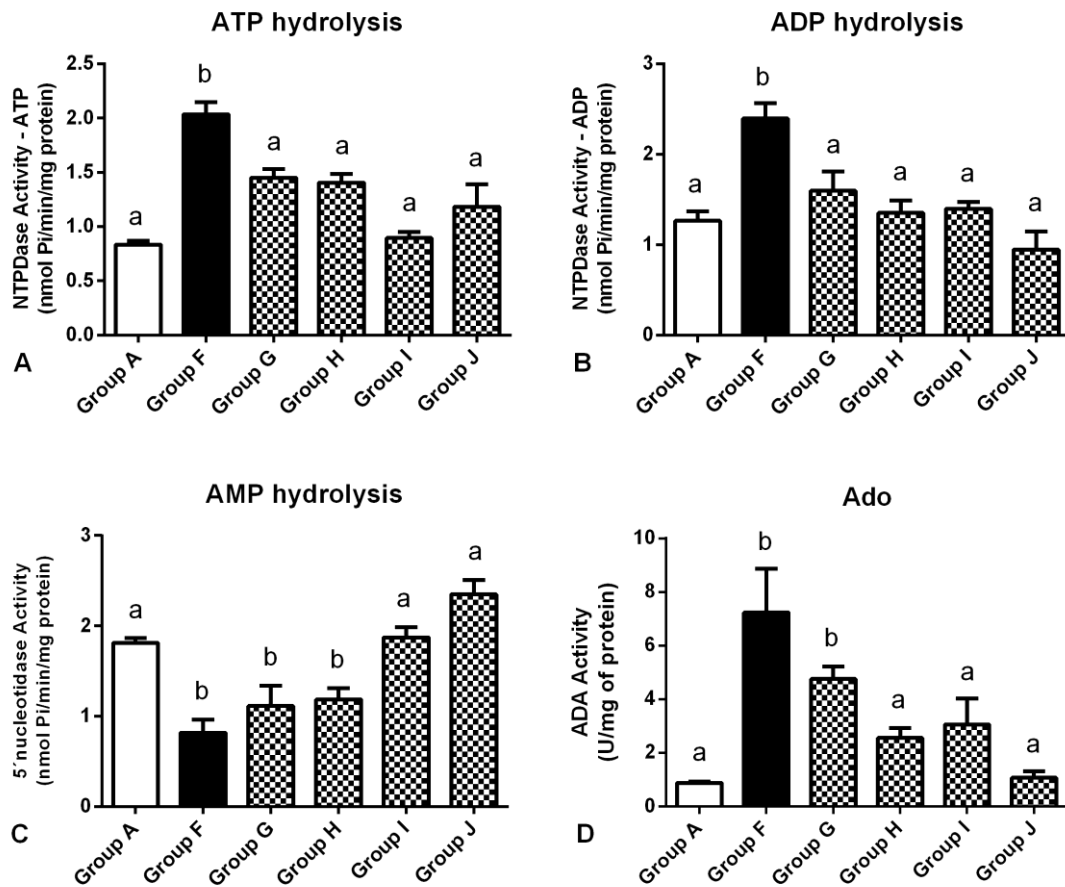 ATP hydrolysis
NTPDase Activity - ATP
(nmol Pi/min/mg protein)
2.5
2.0
1.5
1.0
0.5
0.0
a
b
a
a
a
a
Group A
Group F
Group G
Group H
Group I
Group J
A
ADP hydrolysis
NTPDase Activity - ADP
(nmol Pi/min/mg protein)
3
2
1
0
a
b
a
a
a
a
Group A
Group F
Group G
Group H
Group I
Group J
B
AMP hydrolysis
5´nucleotidase Activity
(nmol Pi/min/mg protein)
3
2
1
0
a
b
b
b
a
a
Group A
Group F
Group G
Group H
Group I
Group J
C
Ado
ADA Activity
(U/mg of protein)
10
8
6
4
2
0
a
b
b
a
a
a
Group A
Group F
Group G
Group H
Group I
Group J
D